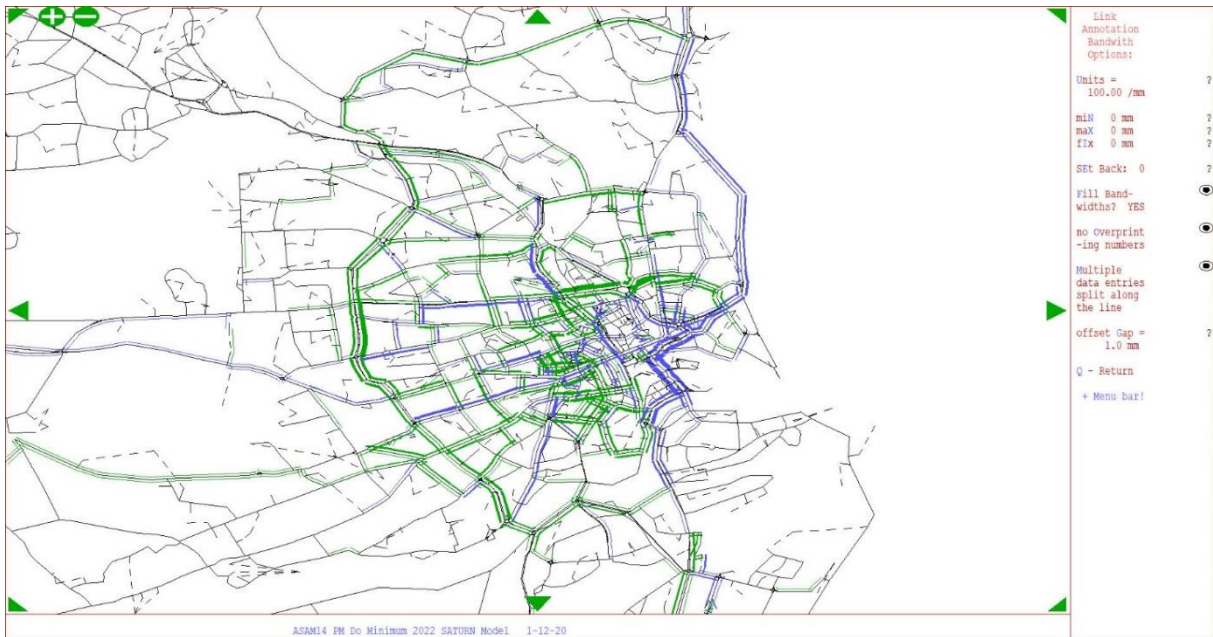 Link
Annotation
Bandwith
Options:
Units = ?
100.00 /mm
miN 0 mm ?
maX 0 mm ?
fIx 0 mm ?
SEt Back: 0 ?
Fill Band-
widths? YES
no Overprint
-ing numbers
Multiple
data entries
split along
the line
offset Gap = ?
1.0 mm
Q - Return
+ Menu bar!
ASAM14 PM Do Minimum 2022 SATURN Model 1-12-20